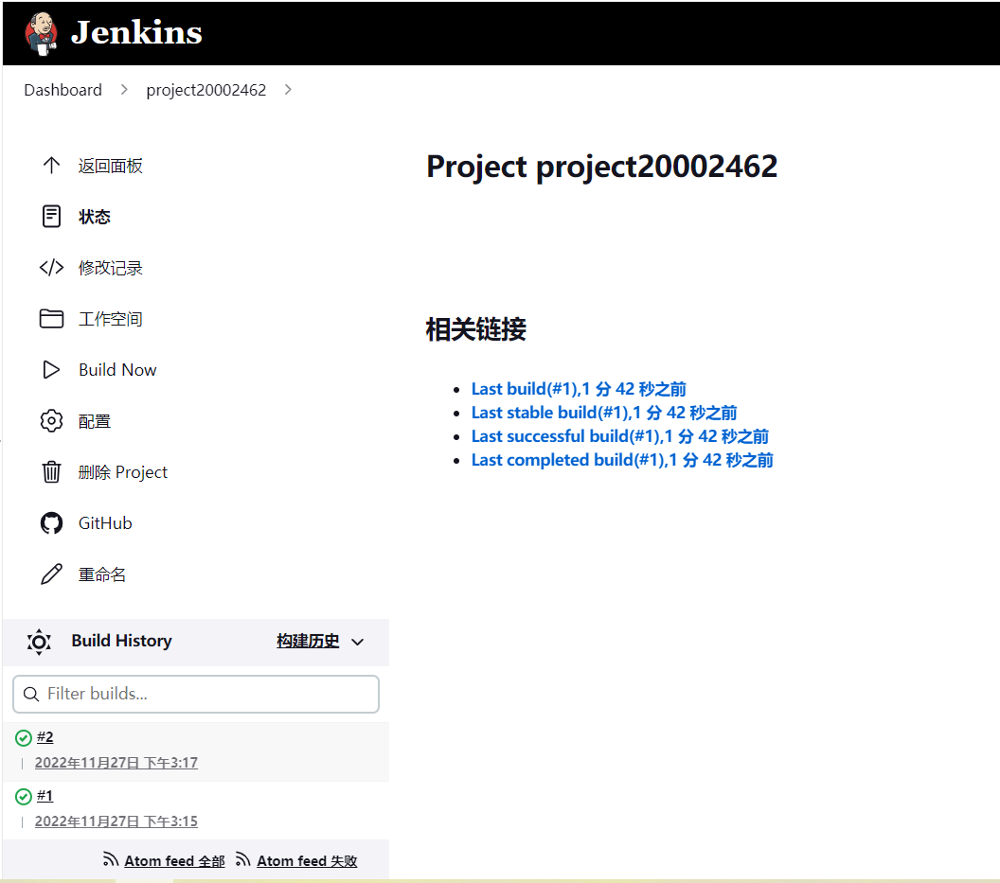 Jenkins
Dashboard
project20002462
返回面板
状态
修改记录
工作空间
Build Now
配置
删除 Project
GitHub
重命名
Project project20002462
相关链接
Last build(#1),1 分 42 秒之前
Last stable build(#1),1 分 42 秒之前
Last successful build(#1),1 分 42 秒之前
Last completed build(#1),1 分 42 秒之前
Build History 构建历史
Filter builds...
#2
2022年11月27日 下午3:17
#1
2022年11月27日 下午3:15
Atom feed 全部 Atom feed 失败